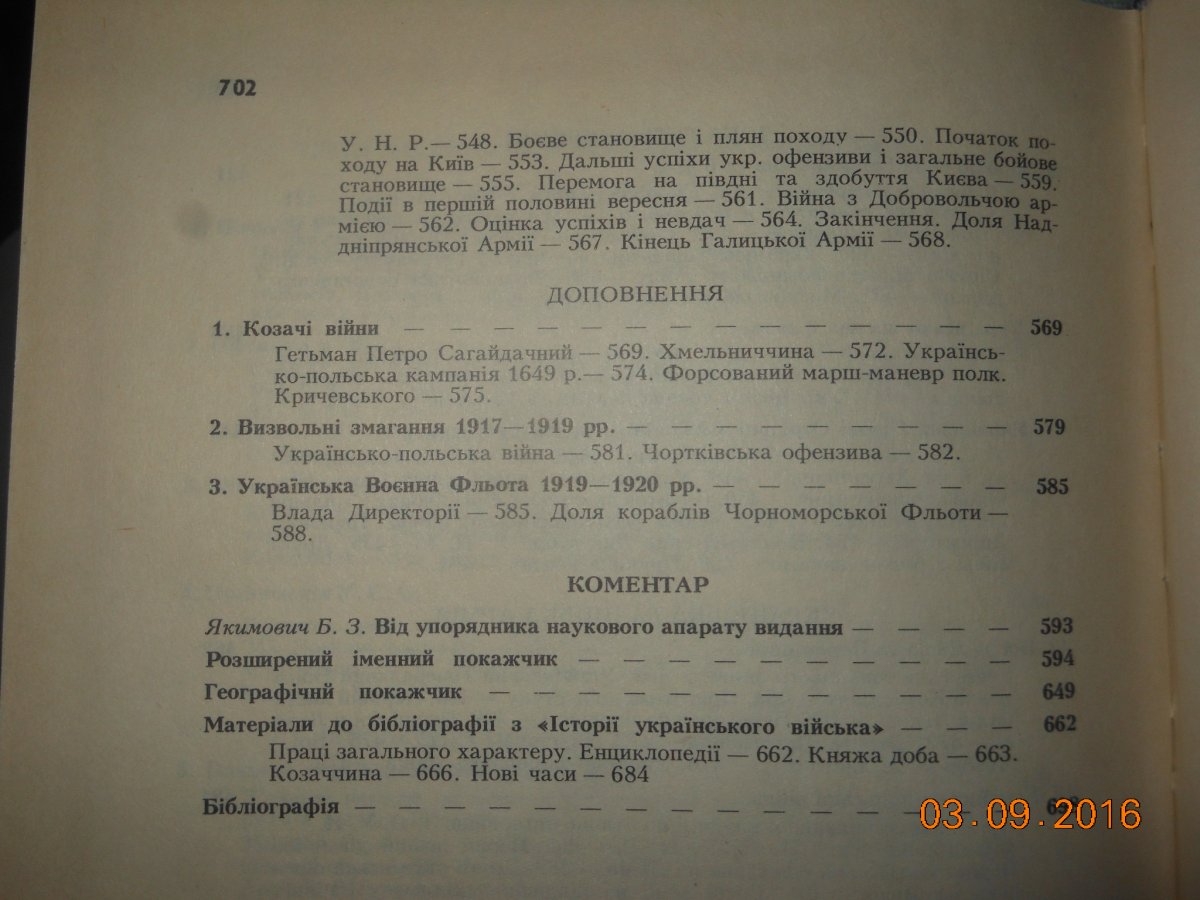 702
У. Н. Р.— 548. Боєве становище і плян походу — 550. Початок по-
ходу на Київ — 553. Дальші успіхи укр. офензиви і загальне бойове
становище — 555. Перемога на півдні та здобуття Києва — 559.
Події в першій половині вересня — 561. Війна з Добровольчою ар-
мією — 562. Оцінка успіхів і невдач — 564. Закінчення. Доля Над-
дніпрянської Армії — 567. Кінець Галицької Армії — 568.
ДОПОВНЕННЯ
1. Козачі війни — — — — — — — — — — — — — — 569
Гетьман Петро Сагайдачний — 569. Хмельниччина — 572. Українсь-
ко-польська кампанія 1649 р.— 574. Форсований марш-маневр полк.
Кричевського — 575.
2. Визвольні змагання 1917—1919 рр. — — — — — — — — — 579
Українсько-польська війна — 581. Чортківська офензива — 582.
3. Українська Воєнна Фльота 1919—1920 рр. — — — — — — — 585
Влада Директорії — 585. Доля кораблів Чорноморської Фльоти —
588.
КОМЕНТАР
Якимович Б. З. Від упорядника наукового апарату видання — — — — 593
Розширений іменний покажчик — — — — — — — — — — 594
Географічнй покажчик — — — — — — — — — — — — 649
Матеріали до бібліографії з «Історії українського війська» — — — 662
Праці загального характеру. Енциклопедії — 662. Княжа доба — 663.
Козаччина — 666. Нові часи — 684
Бібліографія — — — — — — — — — — — — — — —
03.09.2016